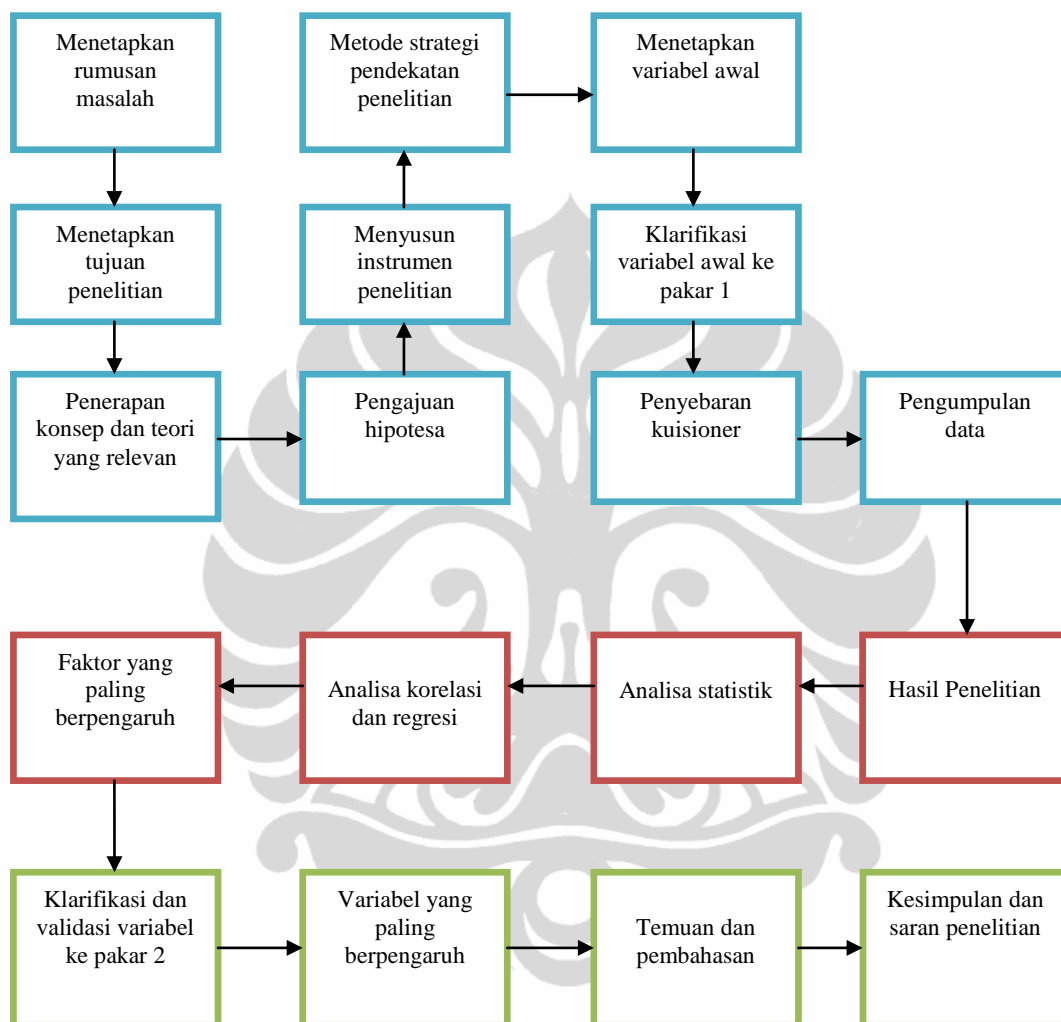 Menetapkan
rumusan
masalah
Menetapkan
tujuan
penelitian
Penerapan
konsep dan teori
yang relevan
Pengajuan
hipotesa
Menyusun
instrumen
penelitian
Metode strategi
pendekatan
penelitian
Menetapkan
variabel awal
Klarifikasi
variabel awal ke
pakar 1
Penyebaran
kuisioner
Pengumpulan
data
Hasil Penelitian
Analisa statistik
Analisa korelasi
dan regresi
Faktor yang
paling
berpengaruh
Klarifikasi dan
validasi variabel
ke pakar 2
Variabel yang
paling
berpengaruh
Temuan dan
pembahasan
Kesimpulan dan
saran penelitian